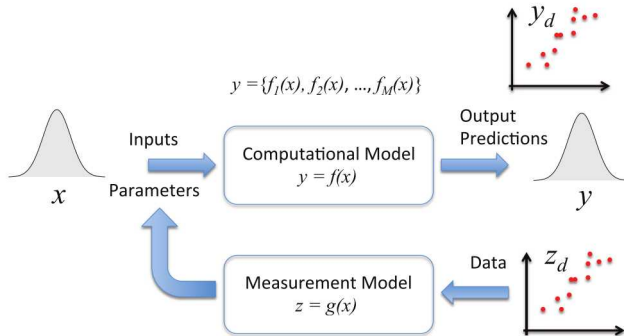 y_d
y = {f_1(x), f_2(x), ..., f_M(x)}
Output
Predictions
Inputs
Computational Model
y = f(x)
x
Parameters
y
Data
z_d
Measurement Model
z = g(x)